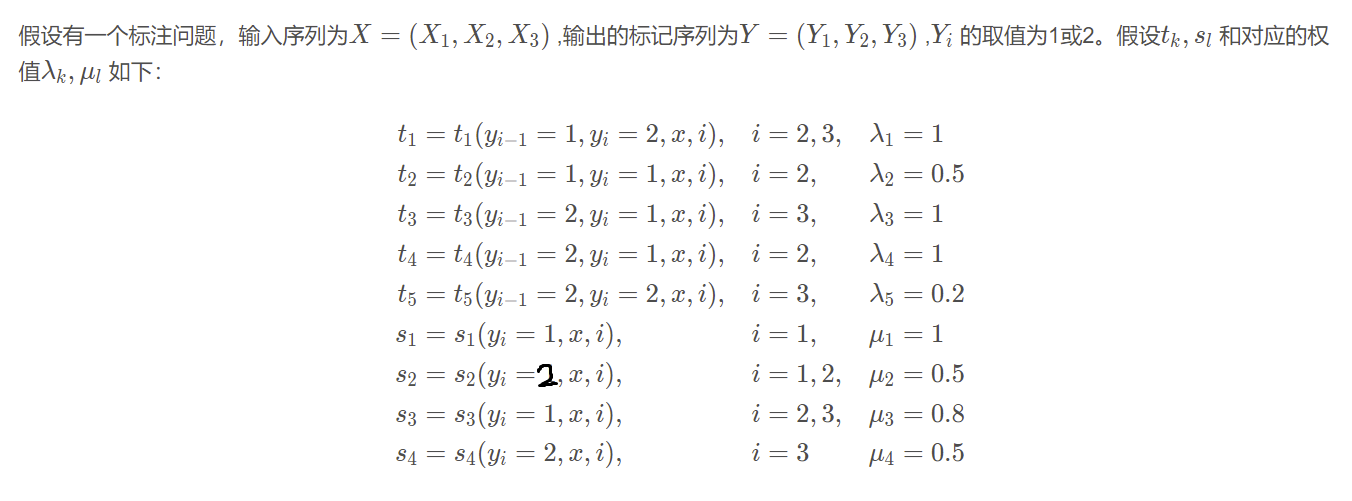 假设有一个标注问题，输入序列为X = (X₁, X₂, X₃) ,输出的标记序列为Y = (Y₁, Y₂, Y₃) ,Yᵢ 的取值为1或2。假设tₖ, sₗ 和对应的权
值λₖ, μₗ 如下：
t₁ = t₁(yᵢ₋₁ = 1, yᵢ = 2, x, i), i = 2, 3, λ₁ = 1
t₂ = t₂(yᵢ₋₁ = 1, yᵢ = 1, x, i), i = 2, λ₂ = 0.5
t₃ = t₃(yᵢ₋₁ = 2, yᵢ = 1, x, i), i = 3, λ₃ = 1
t₄ = t₄(yᵢ₋₁ = 2, yᵢ = 1, x, i), i = 2, λ₄ = 1
t₅ = t₅(yᵢ₋₁ = 2, yᵢ = 2, x, i), i = 3, λ₅ = 0.2
s₁ = s₁(yᵢ = 1, x, i), i = 1, μ₁ = 1
s₂ = s₂(yᵢ = 2, x, i), i = 1, 2, μ₂ = 0.5
s₃ = s₃(yᵢ = 1, x, i), i = 2, 3, μ₃ = 0.8
s₄ = s₄(yᵢ = 2, x, i), i = 3 μ₄ = 0.5